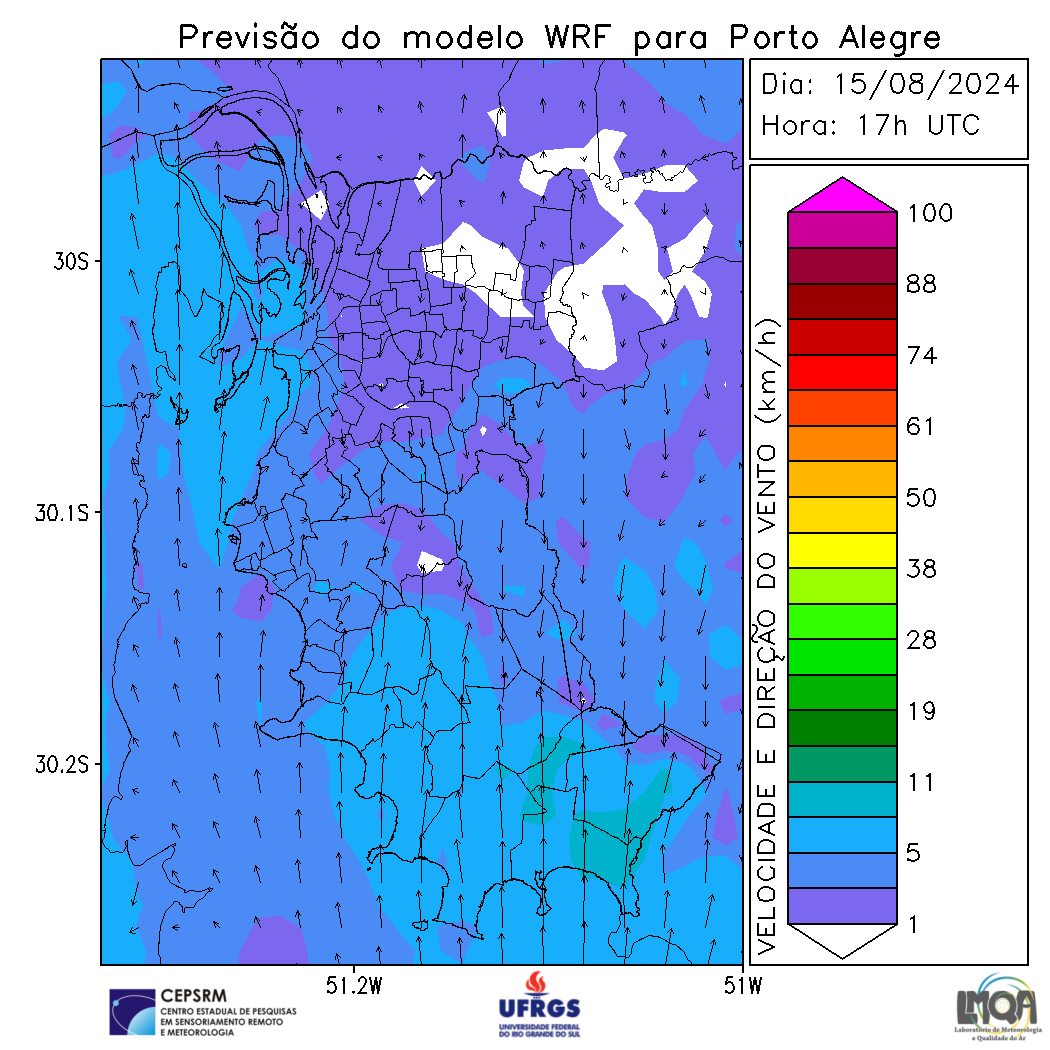 Previsão do modelo WRF para Porto Alegre
Dia: 15/08/2024
Hora: 17h UTC
30S
30.1S
30.2S
51.2W
51W
VELOCIDADE E DIREÇÃO DO VENTO (km/h)
100
88
74
61
50
38
28
19
11
5
1
CEPSRM
CENTRO ESTADUAL DE PESQUISAS
EM SENSORIAMENTO REMOTO
E METEOROLOGIA
UFRGS
UNIVERSIDADE FEDERAL
DO RIO GRANDE DO SUL
LMQA
Laboratório de Meteorologia
e Qualidade do Ar